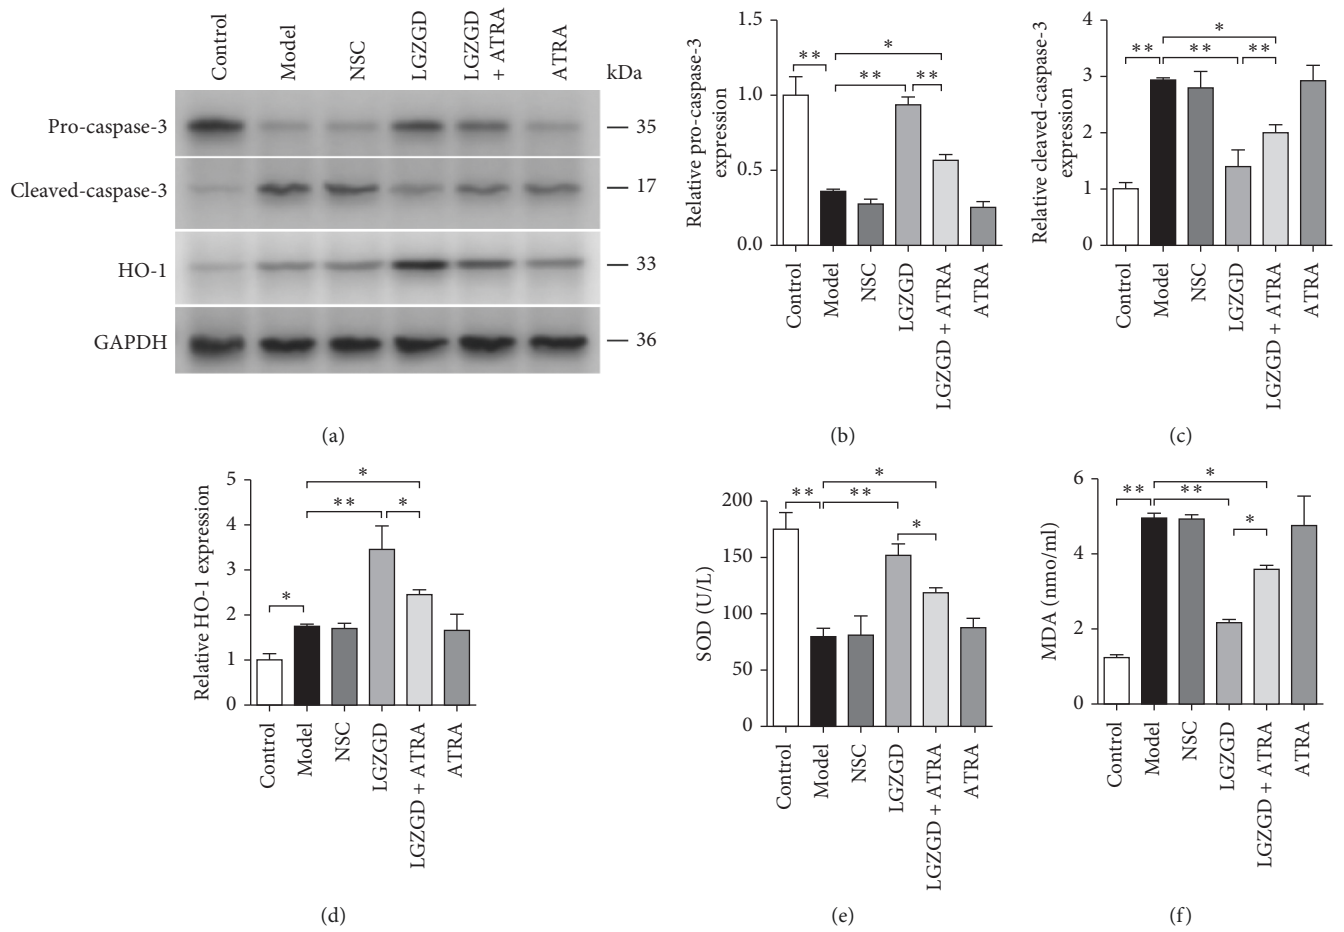 Control
Model
NSC
LGZGD
LGZGD
+ ATRA
ATRA
kDa
Pro-caspase-3
35
Cleaved-caspase-3
17
HO-1
33
GAPDH
36
(a)
Relative pro-caspase-3
expression
1.5
1.0
0.5
0.0
**
*
**
**
Control
Model
NSC
LGZGD
LGZGD + ATRA
ATRA
(b)
Relative cleaved-caspase-3
expression
4
3
2
1
0
*
**
**
**
Control
Model
NSC
LGZGD
LGZGD + ATRA
ATRA
(c)
Relative HO-1 expression
5
4
3
2
1
0
*
**
*
*
Control
Model
NSC
LGZGD
LGZGD + ATRA
ATRA
(d)
SOD (U/L)
200
150
100
50
0
*
**
**
*
Control
Model
NSC
LGZGD
LGZGD + ATRA
ATRA
(e)
MDA (nmo/ml)
6
4
2
0
*
**
**
*
Control
Model
NSC
LGZGD
LGZGD + ATRA
ATRA
(f)